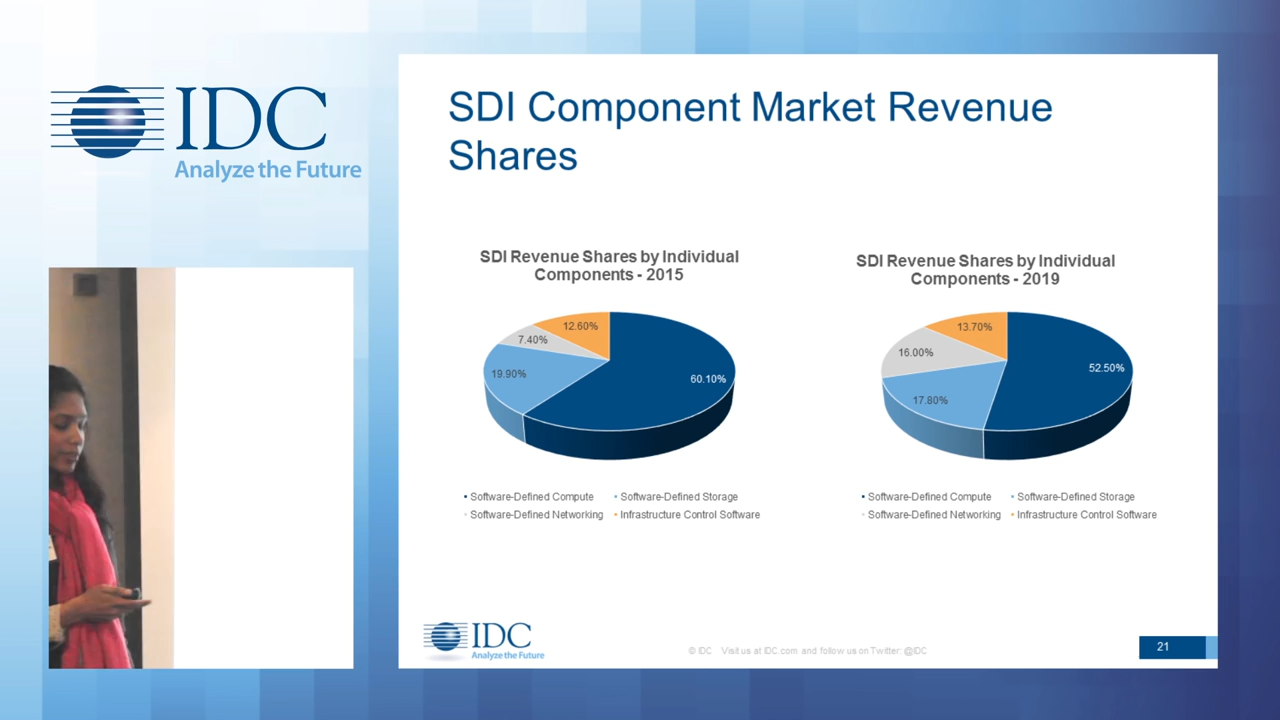 IDC
Analyze the Future
SDI Component Market Revenue
Shares
SDI Revenue Shares by Individual
Components - 2015
12.60%
7.40%
19.90%
60.10%
Software-Defined Compute
Software-Defined Storage
Software-Defined Networking
Infrastructure Control Software
SDI Revenue Shares by Individual
Components - 2019
13.70%
16.00%
17.80%
52.50%
Software-Defined Compute
Software-Defined Storage
Software-Defined Networking
Infrastructure Control Software
IDC
Analyze the Future
© IDC Visit us at IDC.com and follow us on Twitter: @IDC
21